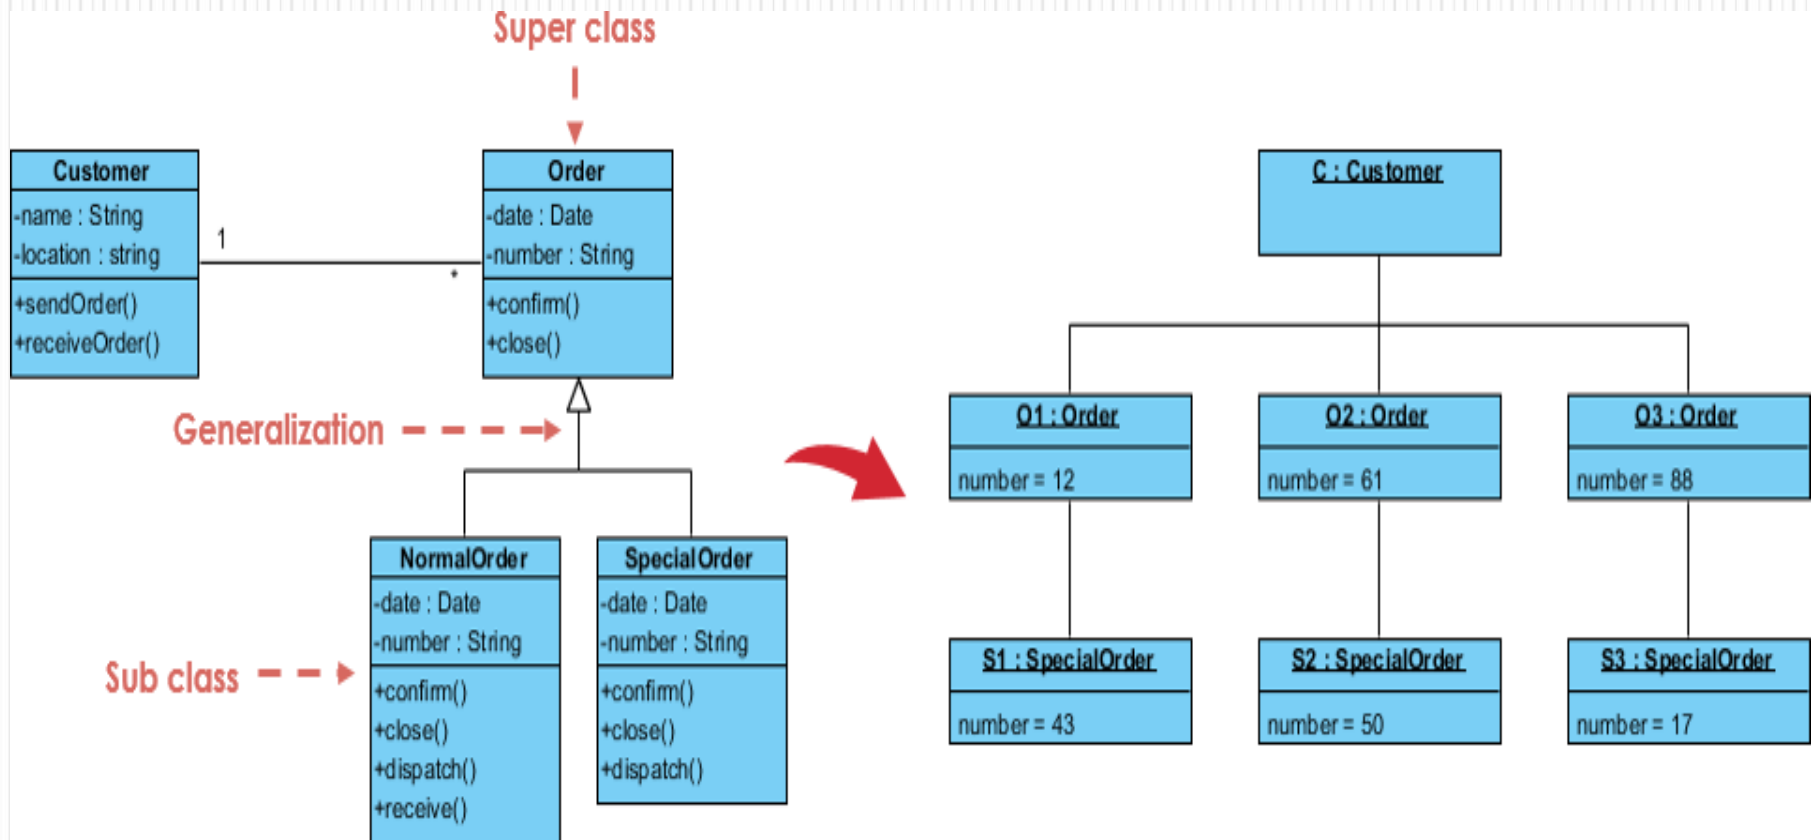 Super class
Customer
-name : String
-location : string
+sendOrder()
+receiveOrder()
1
*
Order
-date : Date
-number : String
+confirm()
+close()
Generalization
NormalOrder
-date : Date
-number : String
+confirm()
+close()
+dispatch()
+receive()
SpecialOrder
-date : Date
-number : String
+confirm()
+close()
+dispatch()
Sub class
C : Customer
O1 : Order
number = 12
O2 : Order
number = 61
O3 : Order
number = 88
S1 : SpecialOrder
number = 43
S2 : SpecialOrder
number = 50
S3 : SpecialOrder
number = 17